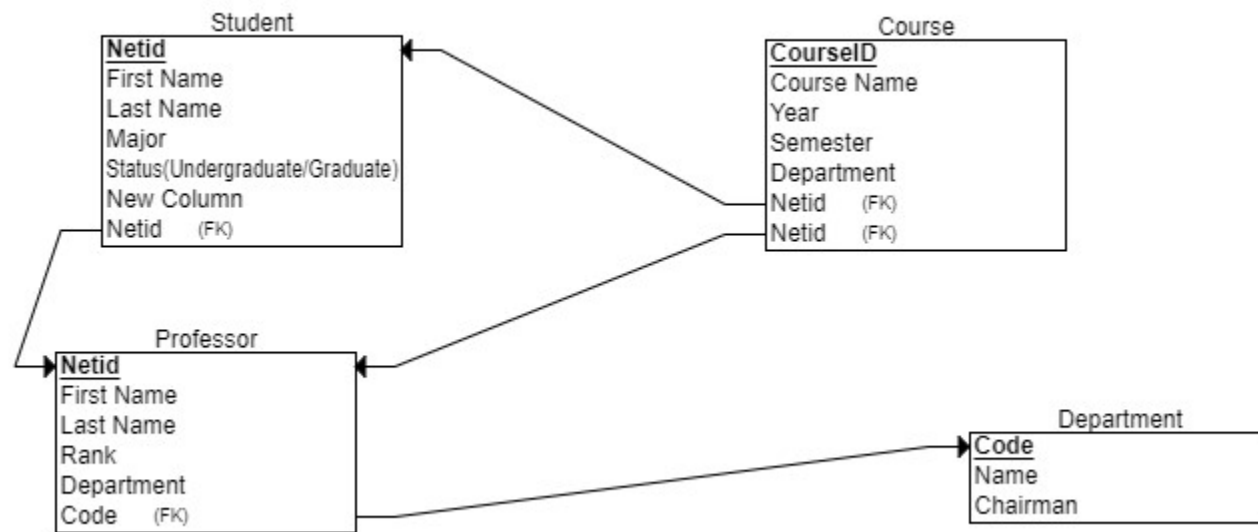 Student
Netid
First Name
Last Name
Major
Status(Undergraduate/Graduate)
New Column
Netid (FK)
Course
CourseID
Course Name
Year
Semester
Department
Netid (FK)
Netid (FK)
Professor
Netid
First Name
Last Name
Rank
Department
Code (FK)
Department
Code
Name
Chairman